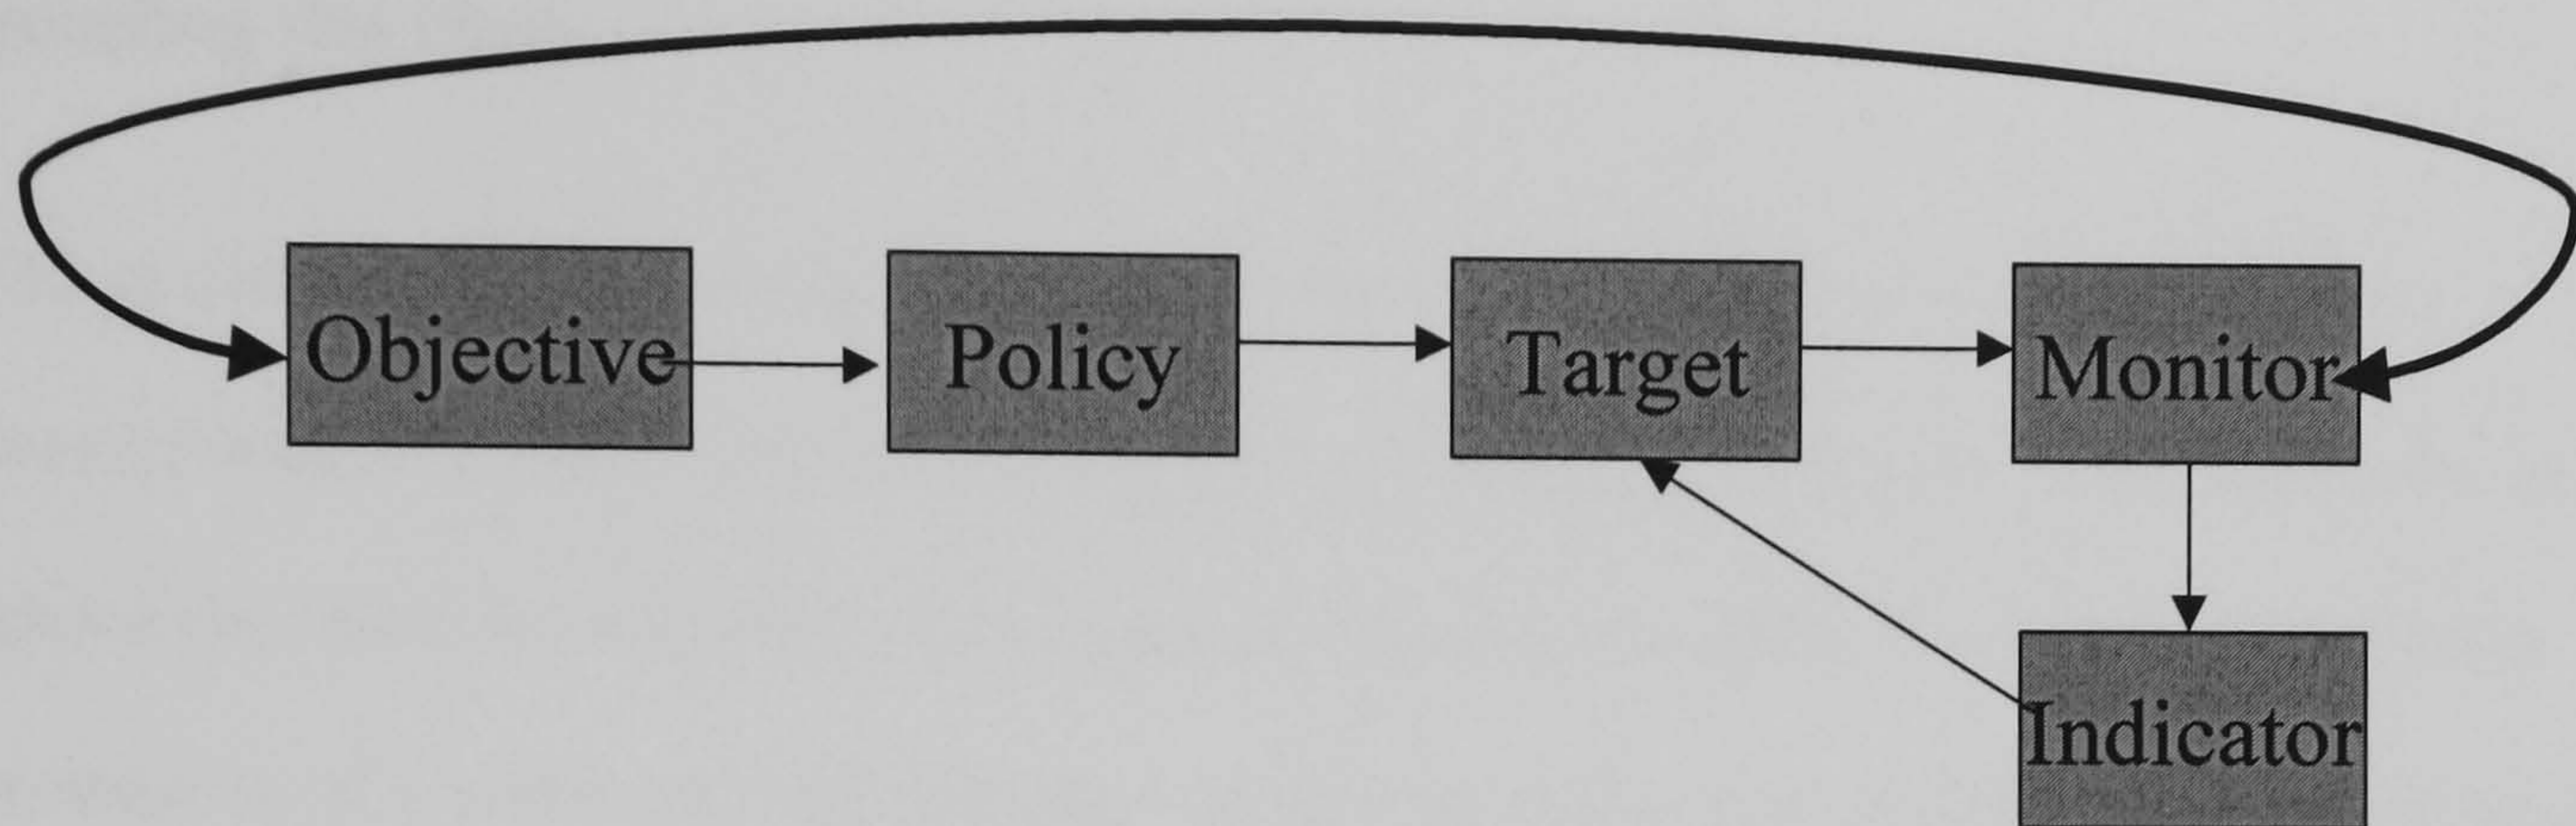 Objective
Policy
Target
Monitor
Indicator